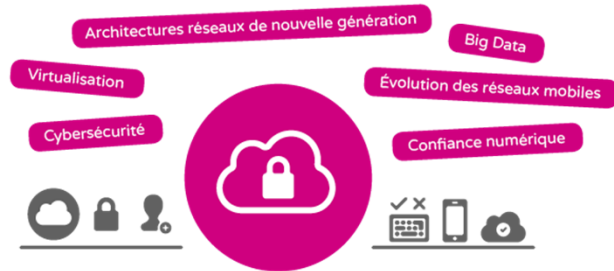 Architectures réseaux de nouvelle génération
Big Data
Virtualisation
Évolution des réseaux mobiles
Cybersécurité
Confiance numérique